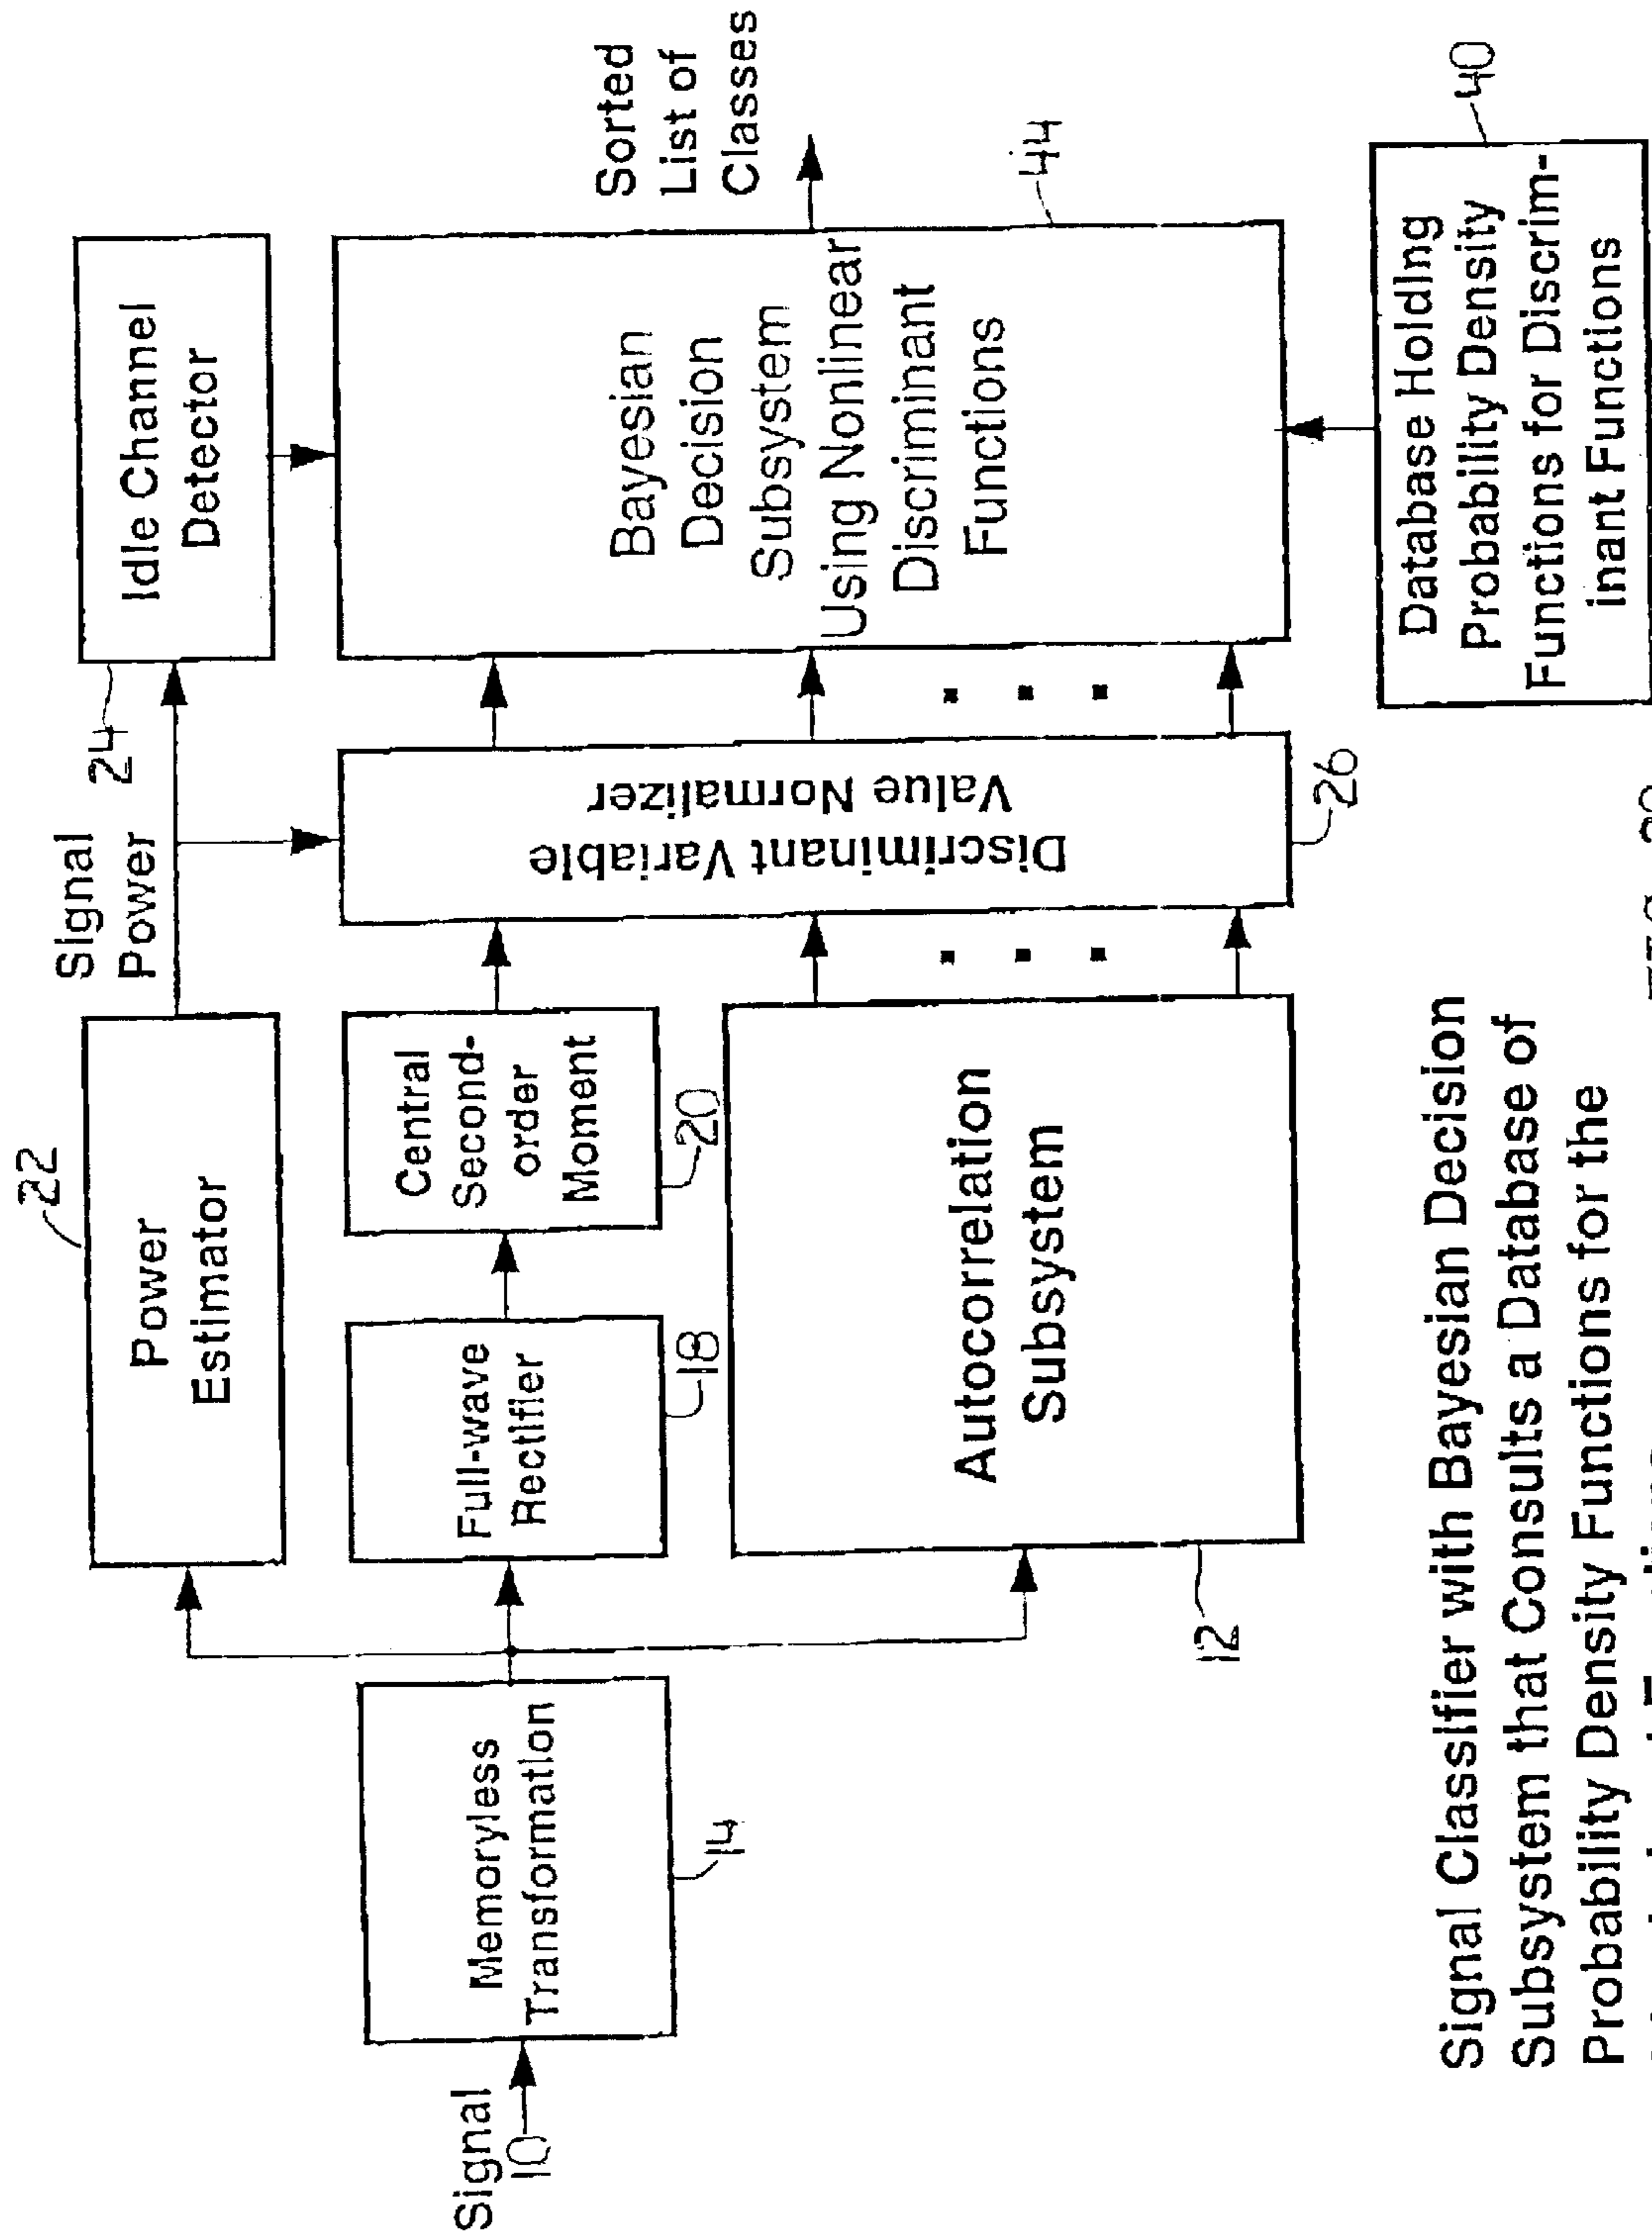 Signal
10
Memoryless
Transformation
14
22
Power
Estimator
Full-wave
Rectifier
18
Central
Second-
order
Moment
20
Autocorrelation
Subsystem
12
Signal
Power
24
Idle Channel
Detector
Discriminant Variable
Value Normalizer
26
Bayesian
Decision
Subsystem
Using Nonlinear
Discriminant
Functions
44
Sorted
List of
Classes
Database Holding
Probability Density
Functions for Discrim-
inant Functions
40
Signal Classifier with Bayesian Decision
Subsystem that Consults a Database of
Probability Density Functions for the